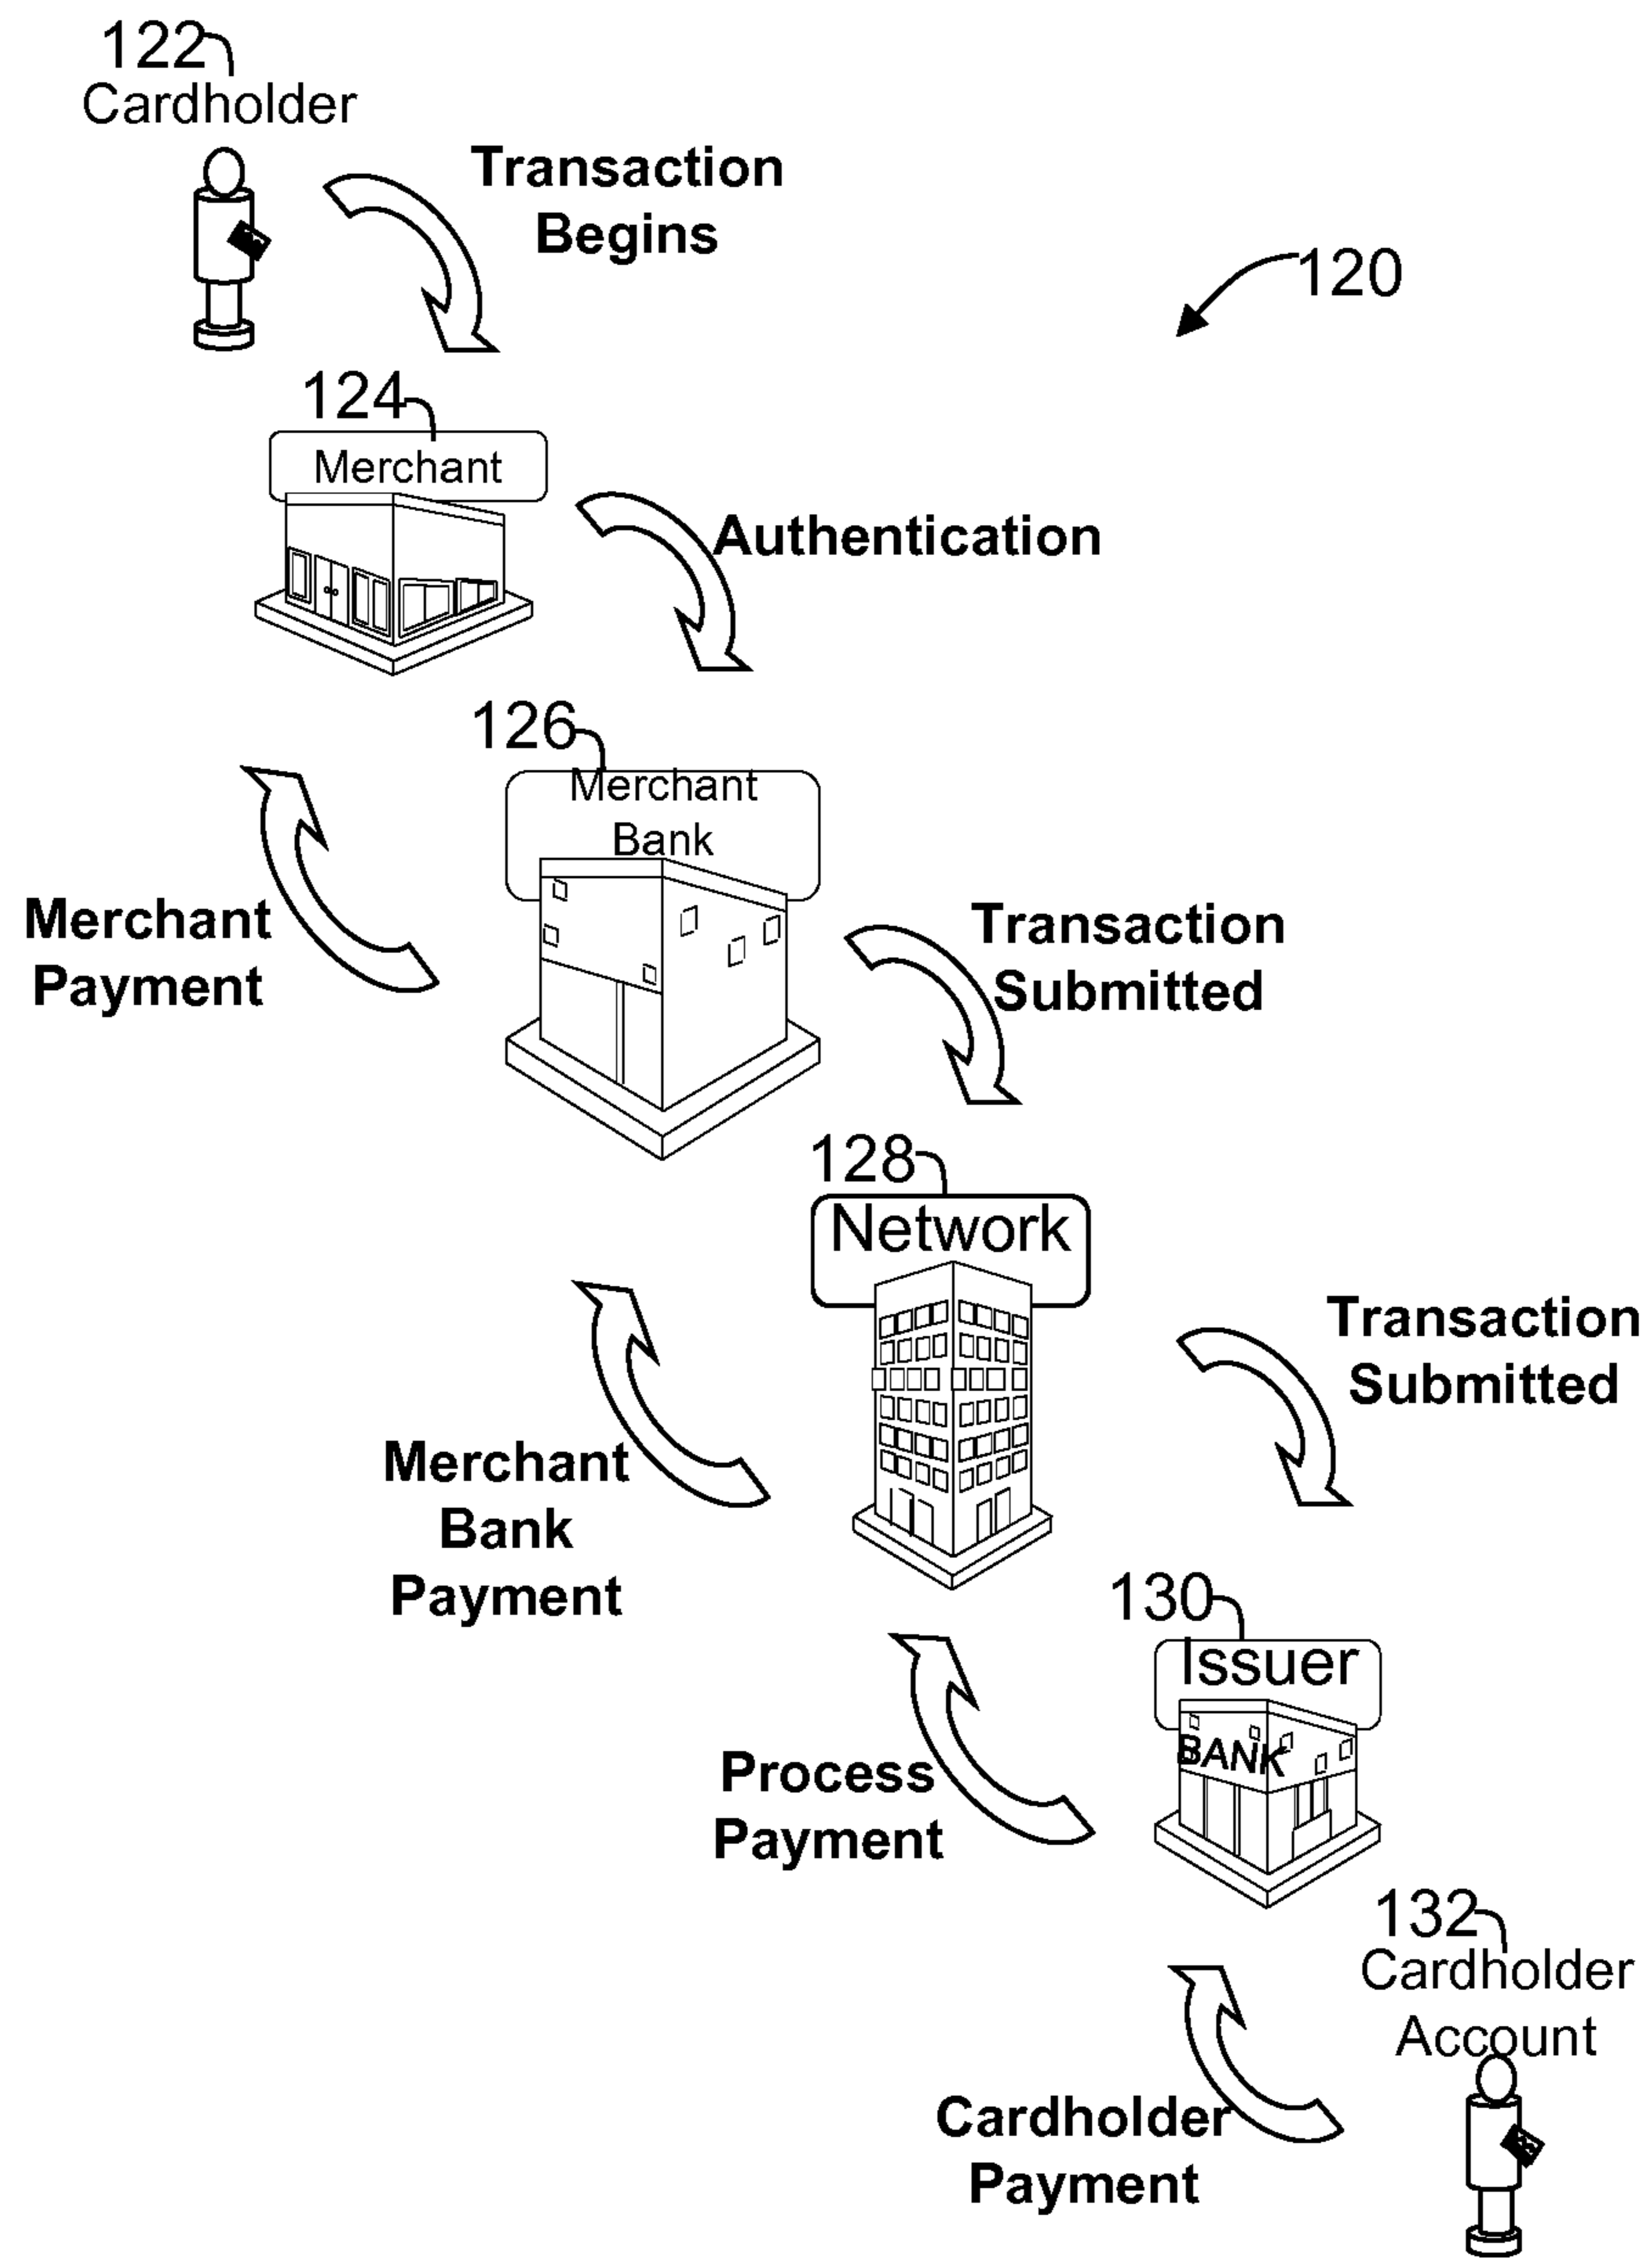 122
Cardholder
Transaction
Begins
120
124
Merchant
Authentication
126
Merchant
Bank
Merchant
Payment
Transaction
Submitted
128
Network
Transaction
Submitted
Merchant
Bank
Payment
130
Issuer
BANK
Process
Payment
132
Cardholder
Account
Cardholder
Payment